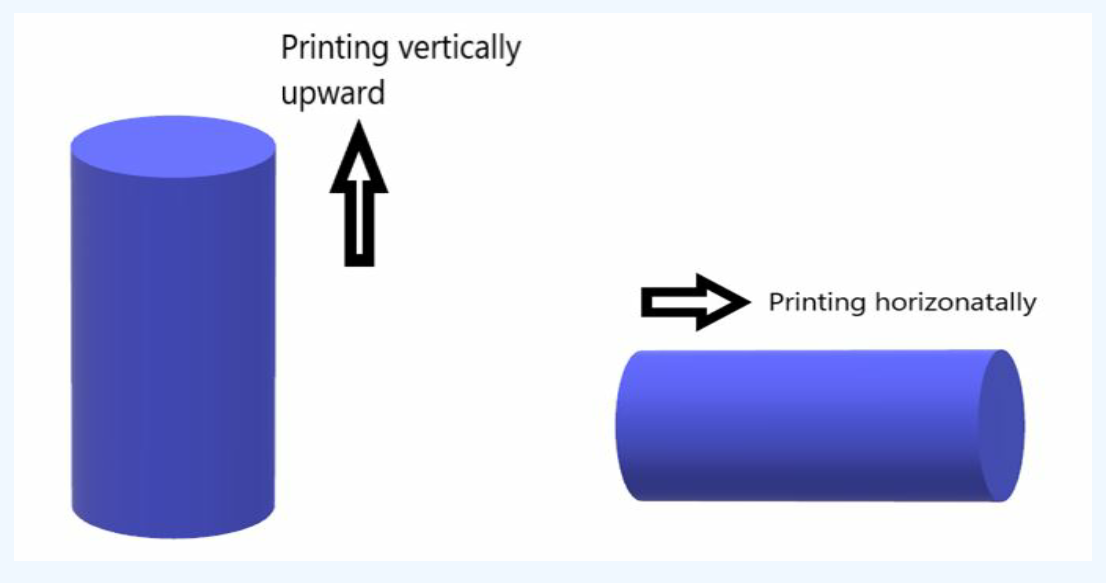 Printing vertically
upward
Printing horizonatally